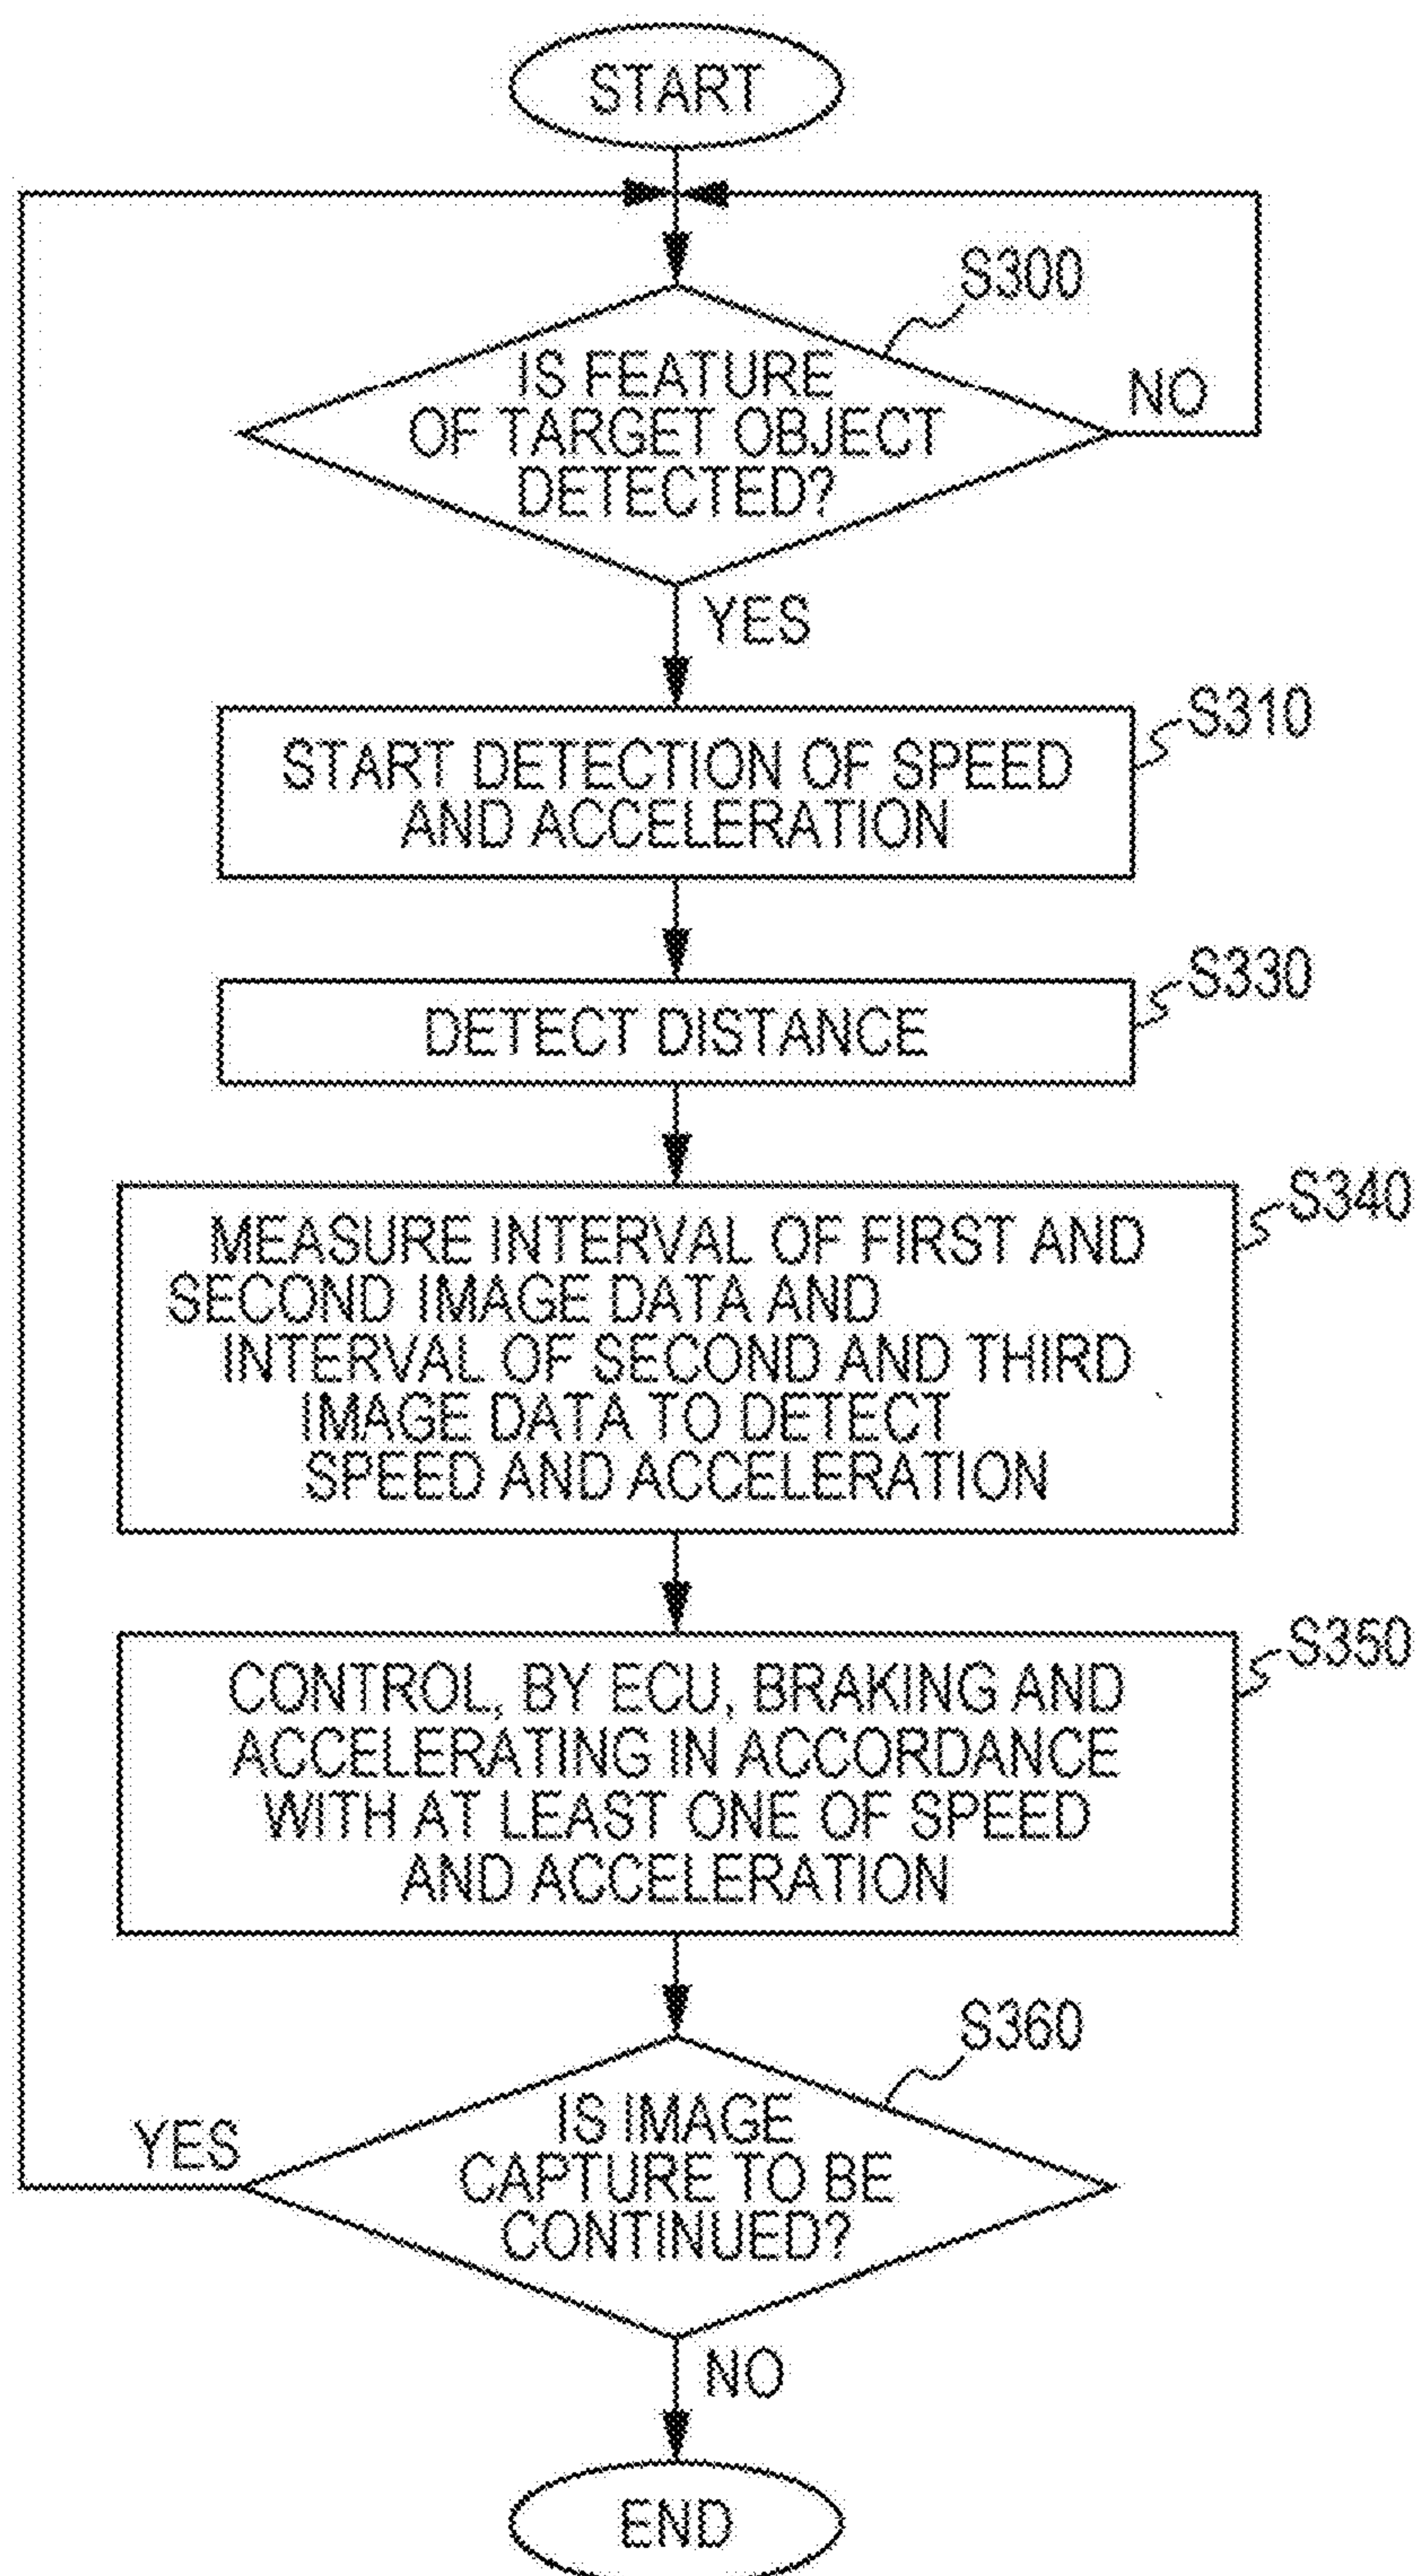 START
S300
IS FEATURE
OF TARGET OBJECT
DETECTED?
NO
YES
S310
START DETECTION OF SPEED
AND ACCELERATION
S330
DETECT DISTANCE
S340
MEASURE INTERVAL OF FIRST AND
SECOND IMAGE DATA AND
INTERVAL OF SECOND AND THIRD
IMAGE DATA TO DETECT
SPEED AND ACCELERATION
S350
CONTROL, BY ECU, BRAKING AND
ACCELERATING IN ACCORDANCE
WITH AT LEAST ONE OF SPEED
AND ACCELERATION
S360
IS IMAGE
CAPTURE TO BE
CONTINUED?
YES
NO
END